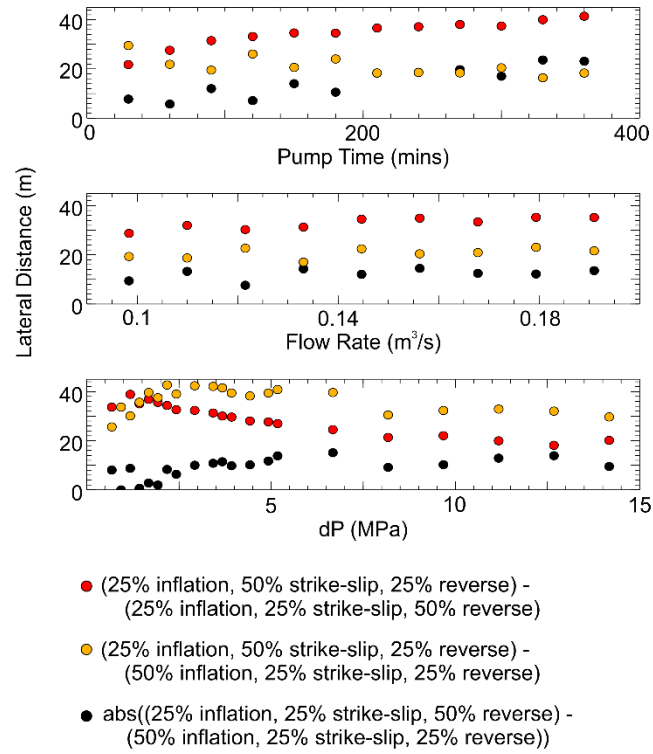 40
20
0
0
200
400
Pump Time (mins)
Lateral Distance (m)
40
20
0
0.1
0.14
0.18
Flow Rate (m³/s)
40
20
0
5
10
15
dP (MPa)
(25% inflation, 50% strike-slip, 25% reverse) -
(25% inflation, 25% strike-slip, 50% reverse)
(25% inflation, 50% strike-slip, 25% reverse) -
(50% inflation, 25% strike-slip, 25% reverse)
abs((25% inflation, 25% strike-slip, 50% reverse) -
(50% inflation, 25% strike-slip, 25% reverse))